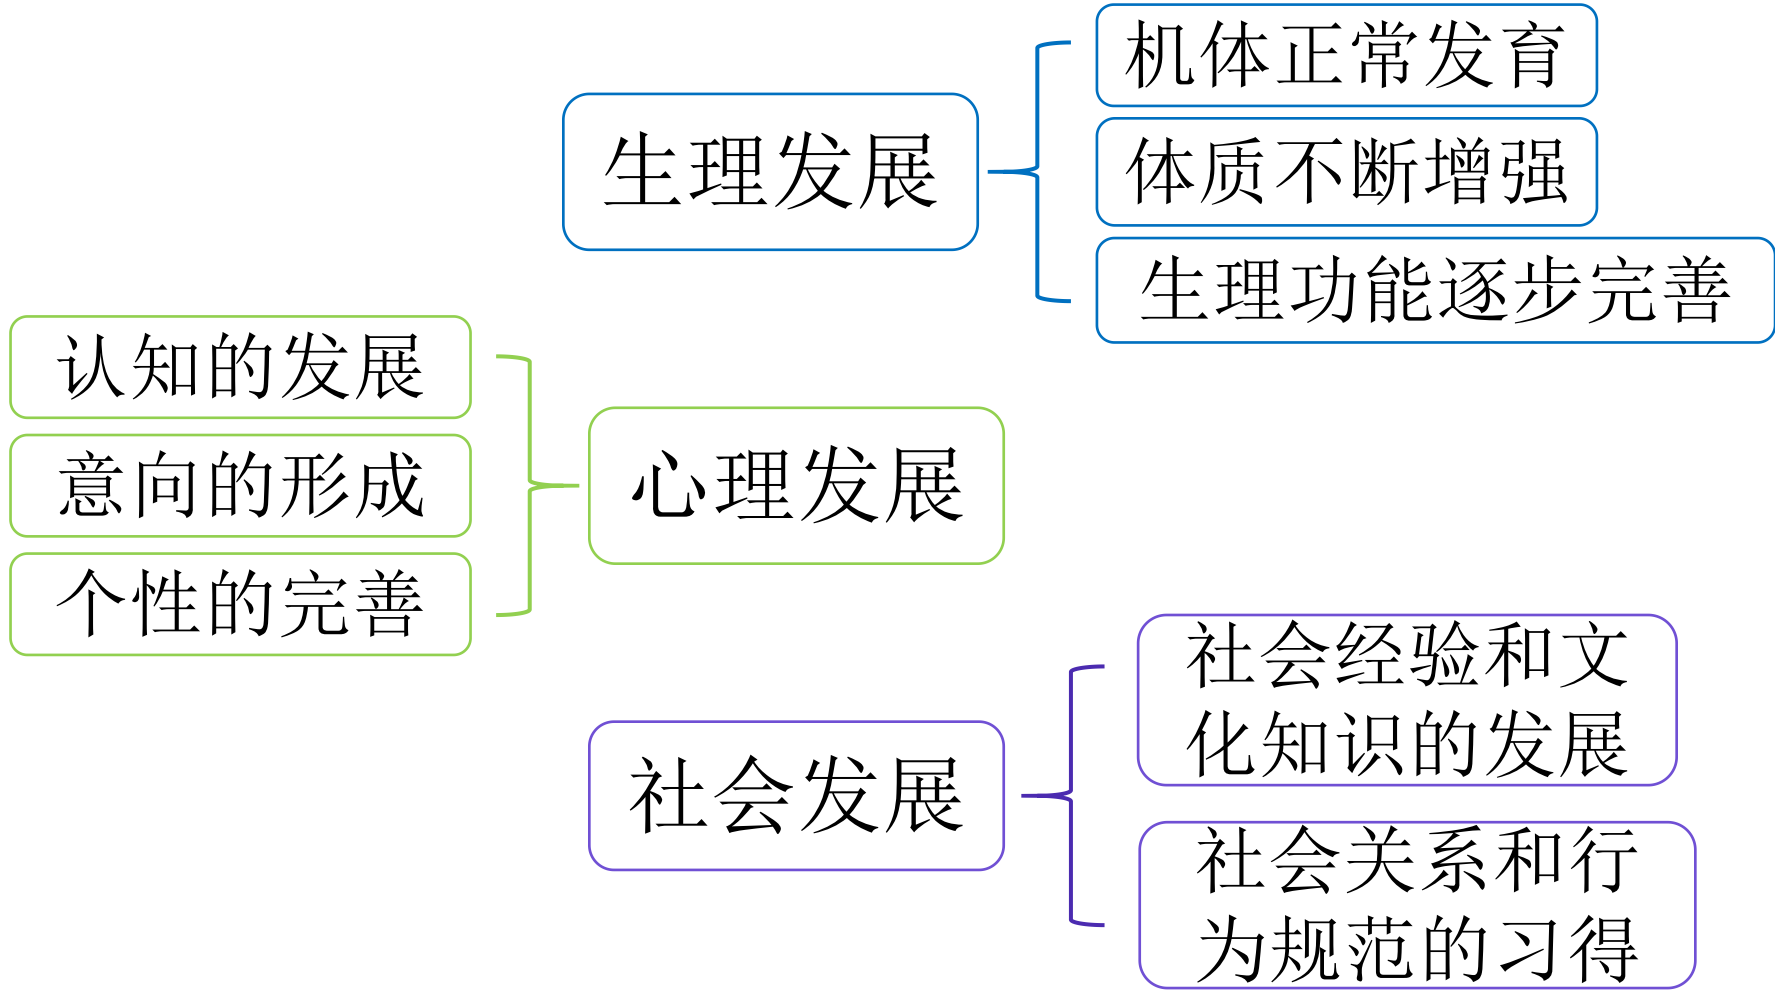 生理发展
机体正常发育
体质不断增强
生理功能逐步完善
心理发展
认知的发展
意向的形成
个性的完善
社会发展
社会经验和文
化知识的发展
社会关系和行
为规范的习得